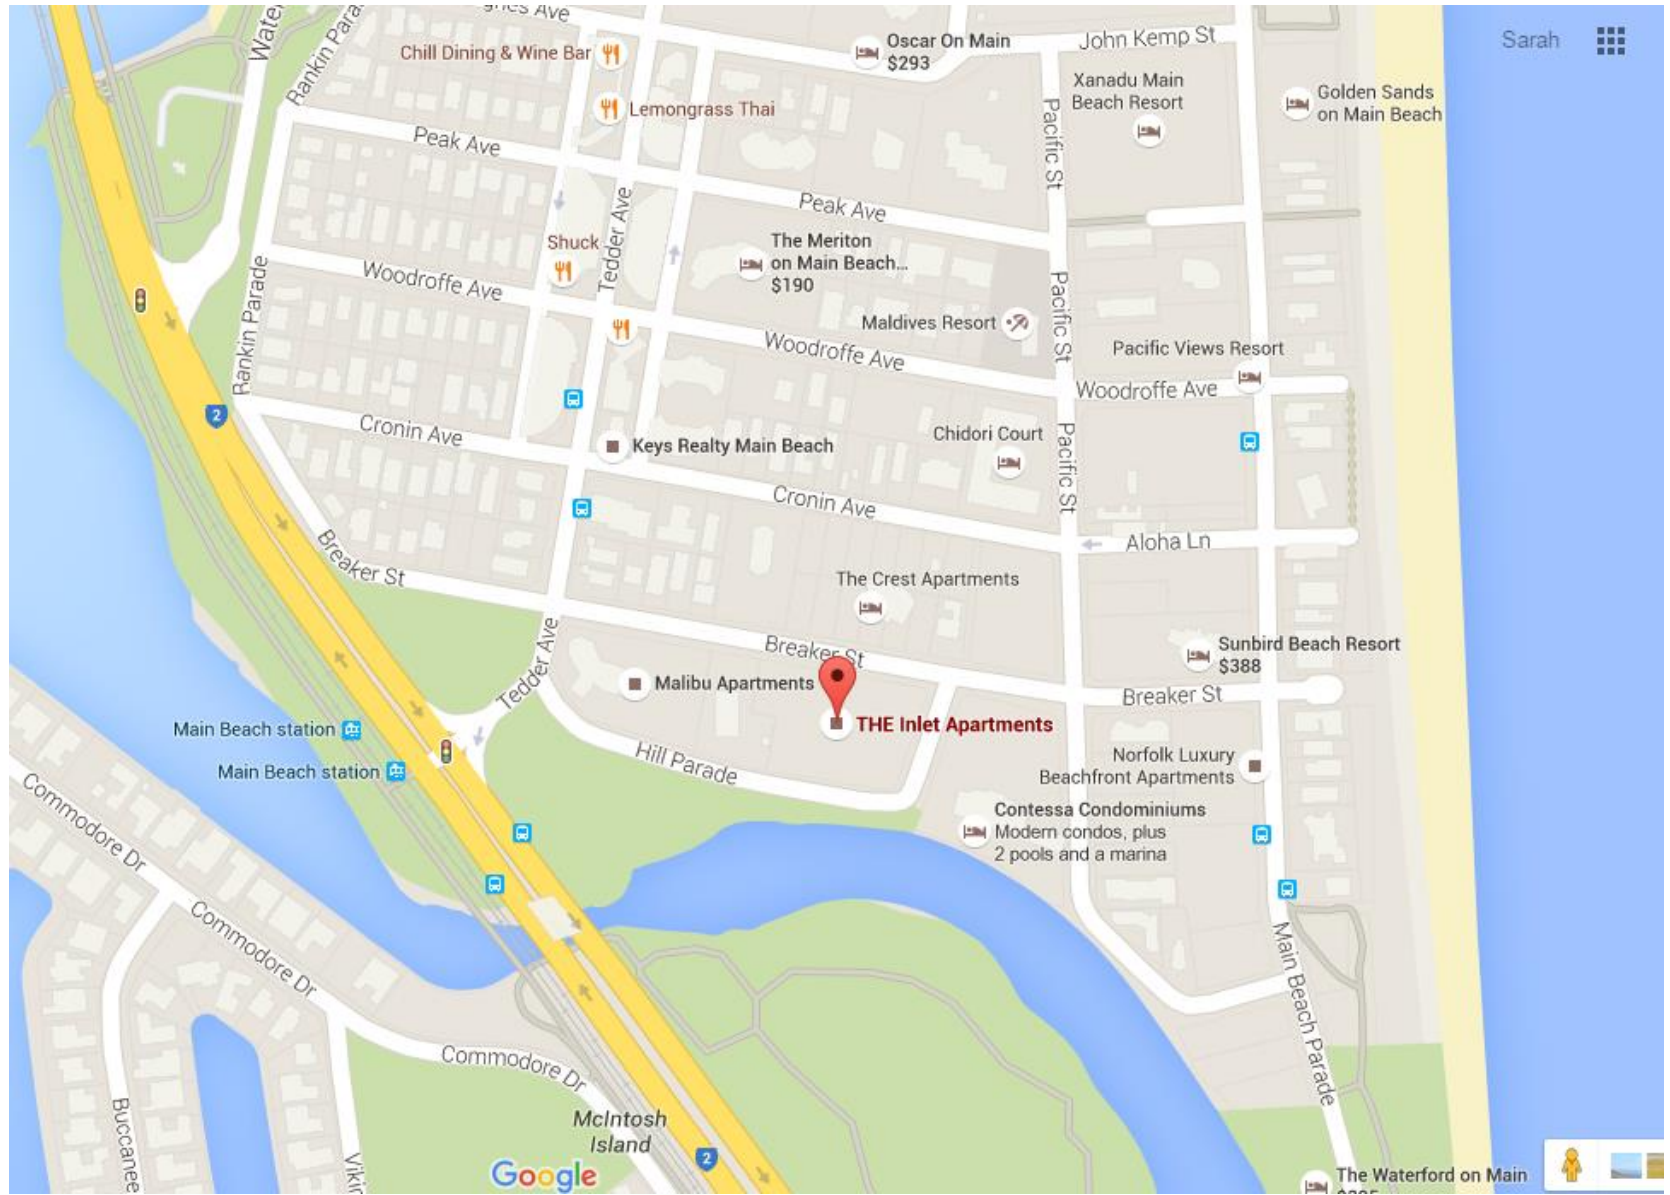 Sarah
Chill Dining & Wine Bar
Oscar On Main
$293
John Kemp St
Xanadu Main
Beach Resort
Golden Sands
on Main Beach
Rankin
Lemongrass Thai
Pacific St
Peak Ave
Peak Ave
Tedder Ave
Shuck
The Meriton
on Main Beach...
$190
Woodroffe Ave
Rankin Parade
Pacific St
Maldives Resort
Woodroffe Ave
Pacific Views Resort
Woodroffe Ave
2
Cronin Ave
Keys Realty Main Beach
Chidori Court
Pacific St
Cronin Ave
Aloha Ln
Breaker St
The Crest Apartments
Breaker St
Sunbird Beach Resort
$388
Tedder Ave
Malibu Apartments
Breaker St
THE Inlet Apartments
Main Beach station
Main Beach station
Hill Parade
Norfolk Luxury
Beachfront Apartments
Contessa Condominiums
Modern condos, plus
2 pools and a marina
Commodore Dr
Commodore Dr
Main Beach Parade
Commodore Dr
McIntosh
Island
2
Google
The Waterford on Main